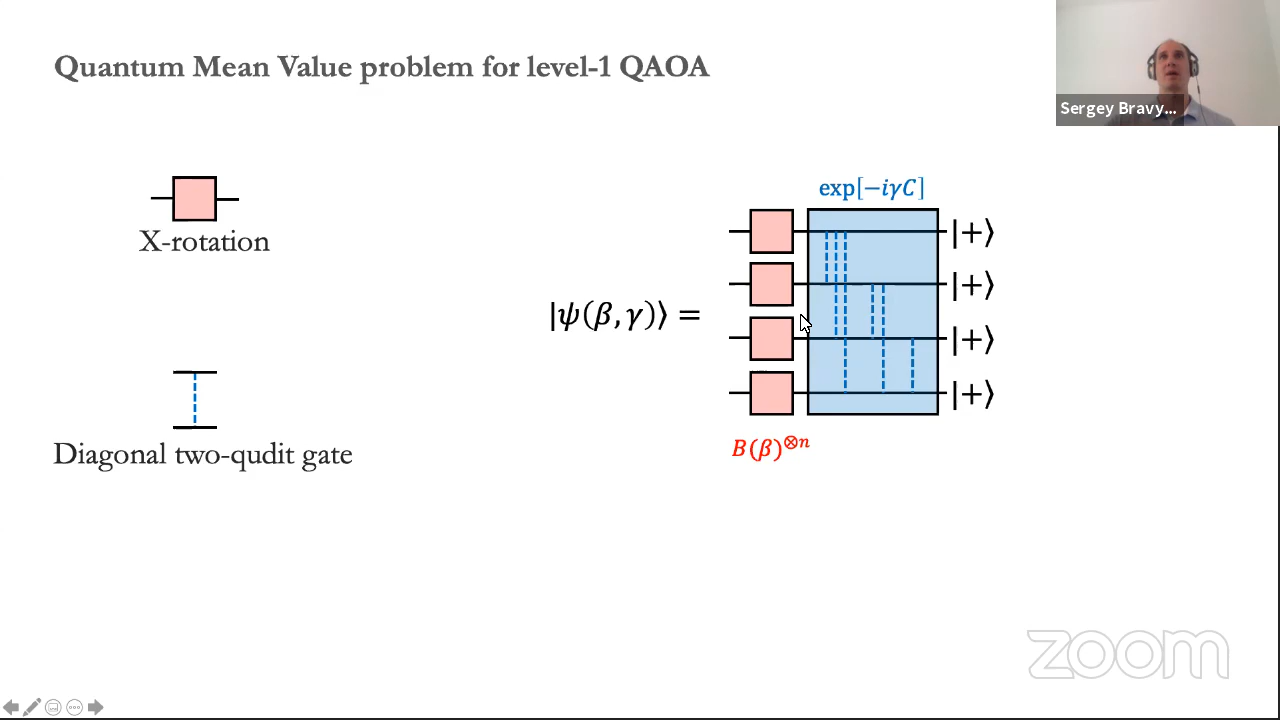 Quantum Mean Value problem for level-1 QAOA
Sergey Bravy...
exp[−iγC]
X-rotation
|+⟩
|+⟩
|ψ(β, γ)⟩ =
|+⟩
|+⟩
B(β)^{⊗n}
Diagonal two-qudit gate
zoom